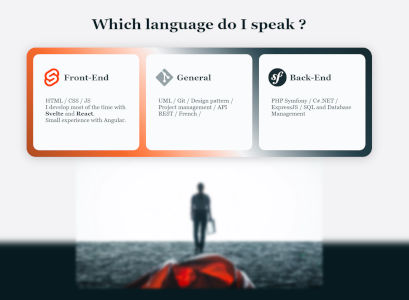 Which language do I speak ?
Front-End
HTML / CSS / JS
I develop most of the time with
Svelte and React.
Small experience with Angular.
General
UML / Git / Design pattern /
Project management / API
REST / French /
Back-End
PHP Symfony / C# .NET /
ExpressJS / SQL and Database
Management